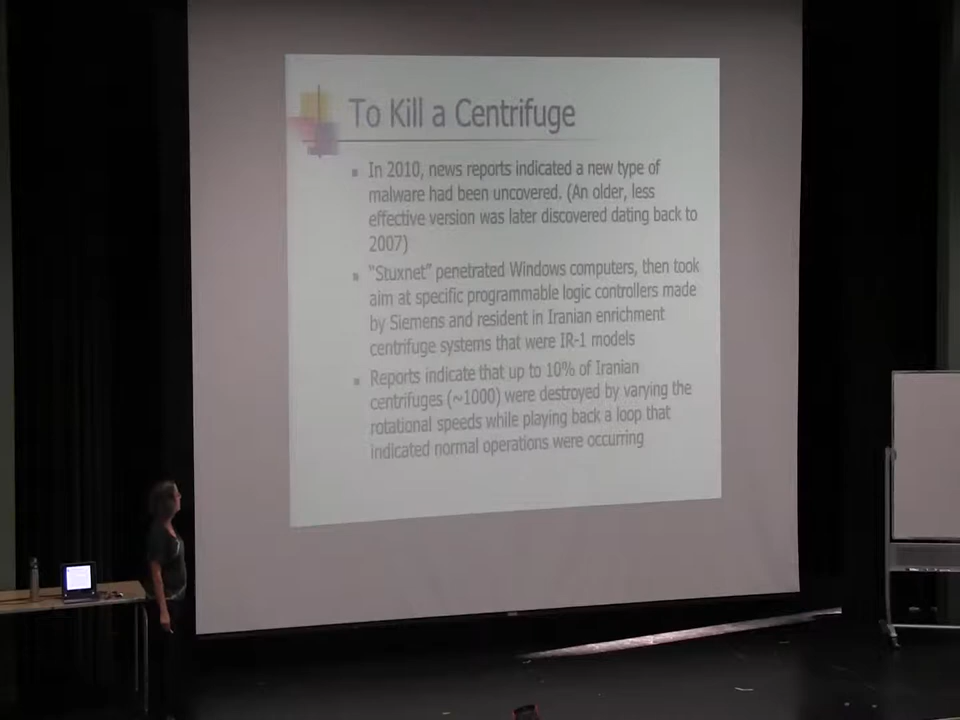 To Kill a Centrifuge
In 2010, news reports indicated a new type of
malware had been uncovered. (An older, less
effective version was later discovered dating back to
2007)
"Stuxnet" penetrated Windows computers, then took
aim at specific programmable logic controllers made
by Siemens and resident in Iranian enrichment
centrifuge systems that were IR-1 models
Reports indicate that up to 10% of Iranian
centrifuges (~1000) were destroyed by varying the
rotational speeds while playing back a loop that
indicated normal operations were occurring